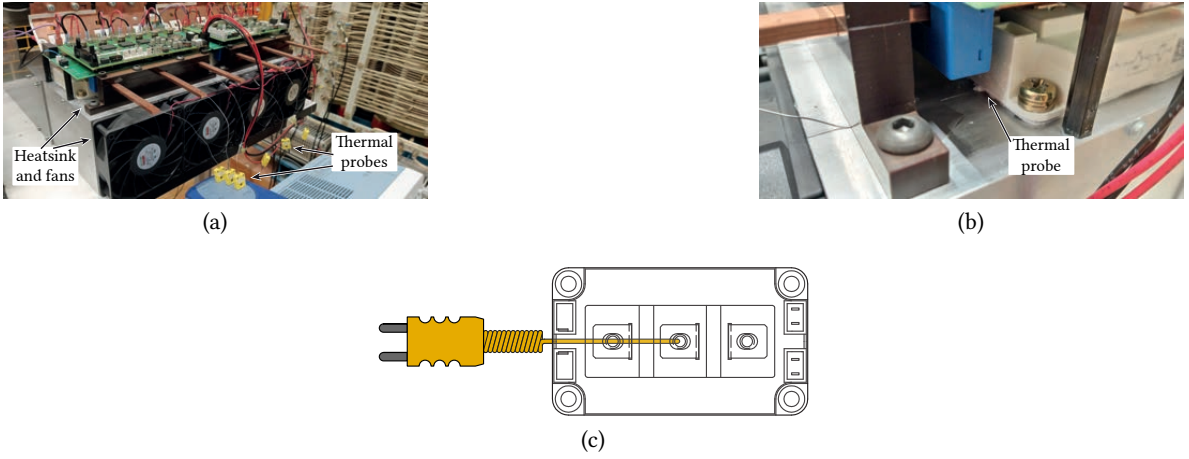 Heatsink
and fans
Thermal
probes
(a)
Thermal
probe
(b)
(c)